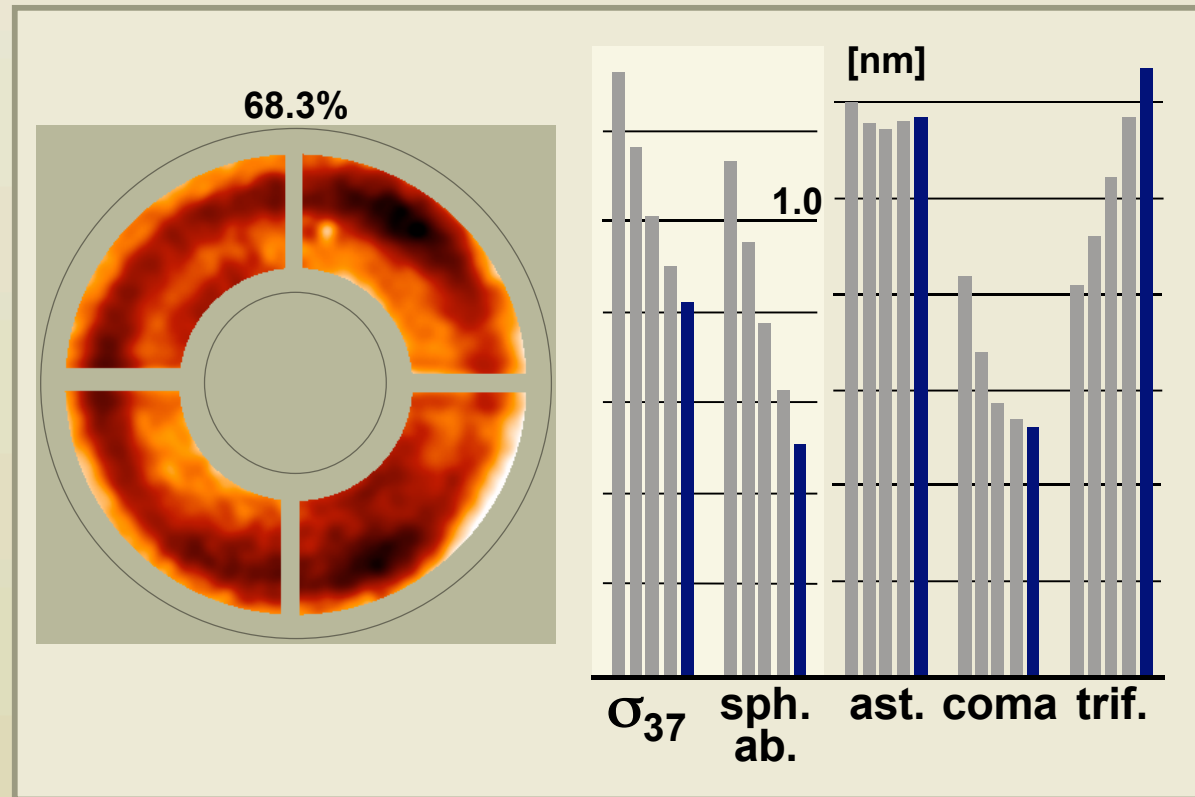 68.3%
[nm]
1.0
σ37
sph. ab.
ast.
coma
trif.